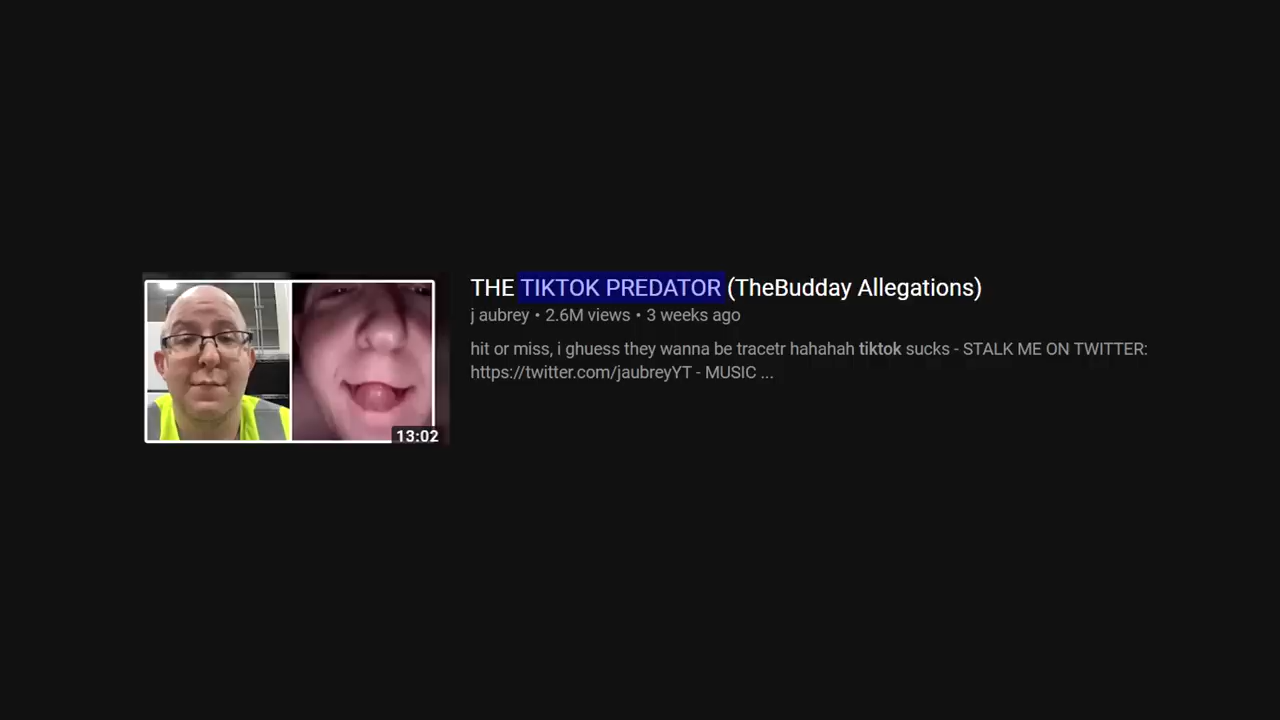 THE TIKTOK PREDATOR (TheBudday Allegations)
j aubrey • 2.6M views • 3 weeks ago
hit or miss, i ghuess they wanna be tracetr hahahah tiktok sucks - STALK ME ON TWITTER:
https://twitter.com/jaubreyYT - MUSIC ...
13:02